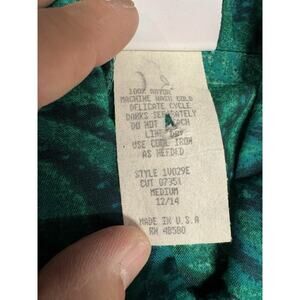 100% RAYON
MACHINE WASH COLD
DELICATE CYCLE
DARKS SEPARATELY
DO NOT BLEACH
LINE DRY
USE COOL IRON
AS NEEDED
STYLE 1V029E
CUT 07351
MEDIUM
12/14
MADE IN U.S.A
RN 48580